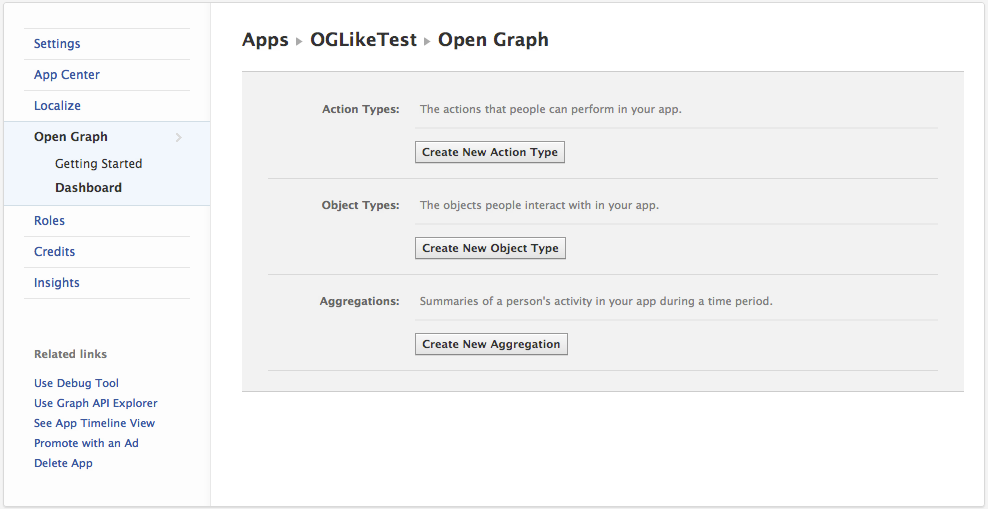 Settings
App Center
Localize
Open Graph
Getting Started
Dashboard
Roles
Credits
Insights
Related links
Use Debug Tool
Use Graph API Explorer
See App Timeline View
Promote with an Ad
Delete App
Apps ▸ OGLikeTest ▸ Open Graph
Action Types: The actions that people can perform in your app.
Create New Action Type
Object Types: The objects people interact with in your app.
Create New Object Type
Aggregations: Summaries of a person's activity in your app during a time period.
Create New Aggregation